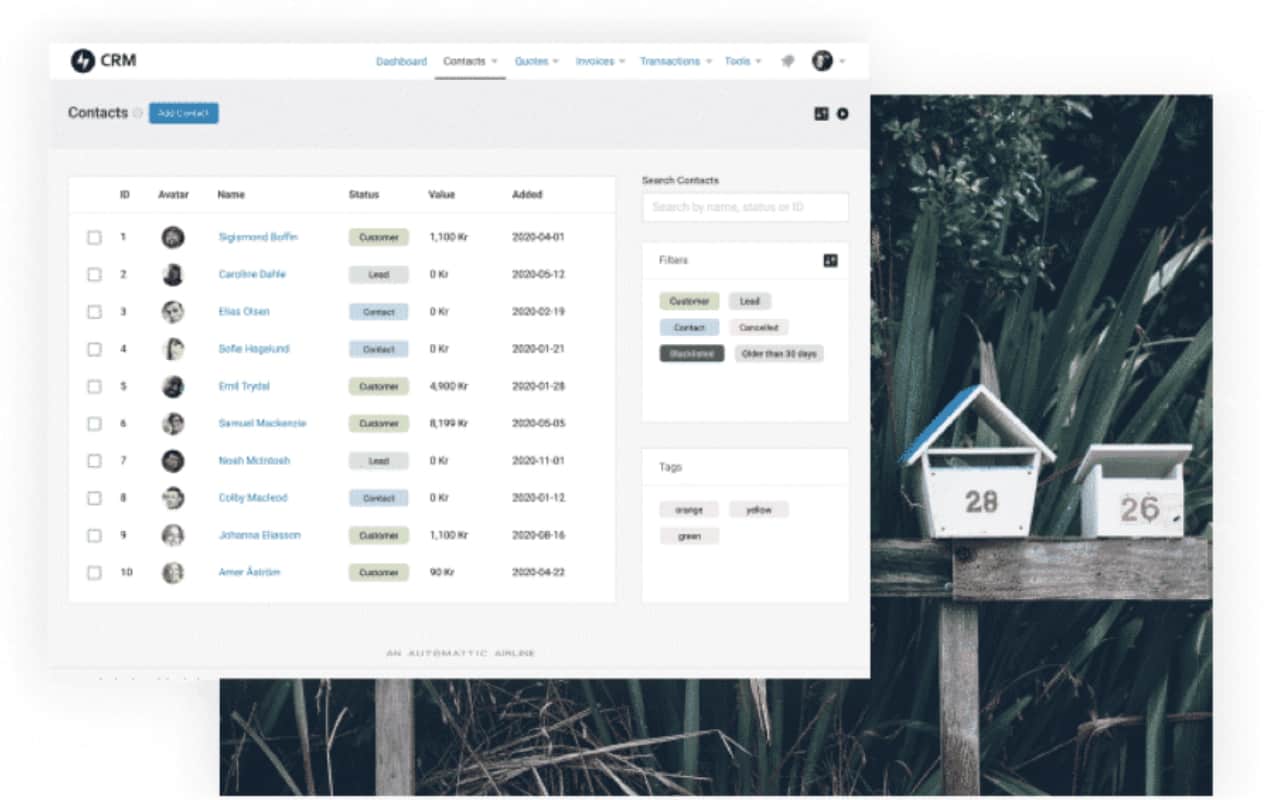 CRM
Dashboard Contacts Quotes Invoices Transactions Tools
Contacts Add Contact
ID Avatar Name Status Value Added
1 Sigismond Boffin Customer 1,100 Kr 2020-04-01
2 Caroline Dahle Lead 0 Kr 2020-05-12
3 Elias Olsen Contact 0 Kr 2020-02-19
4 Sofie Hagelund Contact 0 Kr 2020-01-21
5 Emil Trydal Customer 4,900 Kr 2020-01-28
6 Samuel Mackenzie Customer 8,199 Kr 2020-05-05
7 Noah McIntosh Lead 0 Kr 2020-11-01
8 Colby Macleod Contact 0 Kr 2020-01-12
9 Johanna Eliasson Customer 1,100 Kr 2020-08-16
10 Amer Åström Customer 90 Kr 2020-04-22
Search Contacts
Search by name, status or ID
Filters
Customer Lead
Contact Cancelled
Blacklisted Older than 30 days
Tags
orange yellow
green
AN AUTOMATTIC AIRLINE
28 26